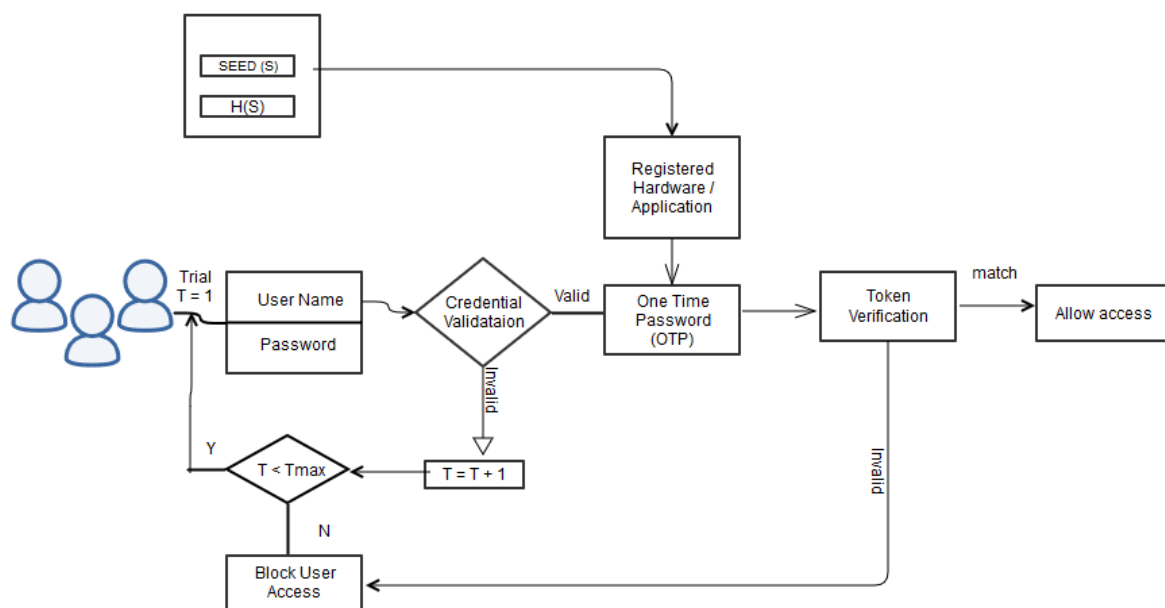 SEED (S)
H(S)
Registered
Hardware /
Application
Trial
T = 1
User Name
Password
Credential
Validataion
Valid
One Time
Password
(OTP)
Token
Verification
match
Allow access
Invalid
T = T + 1
T < Tmax
Y
N
Block User
Access
Invalid